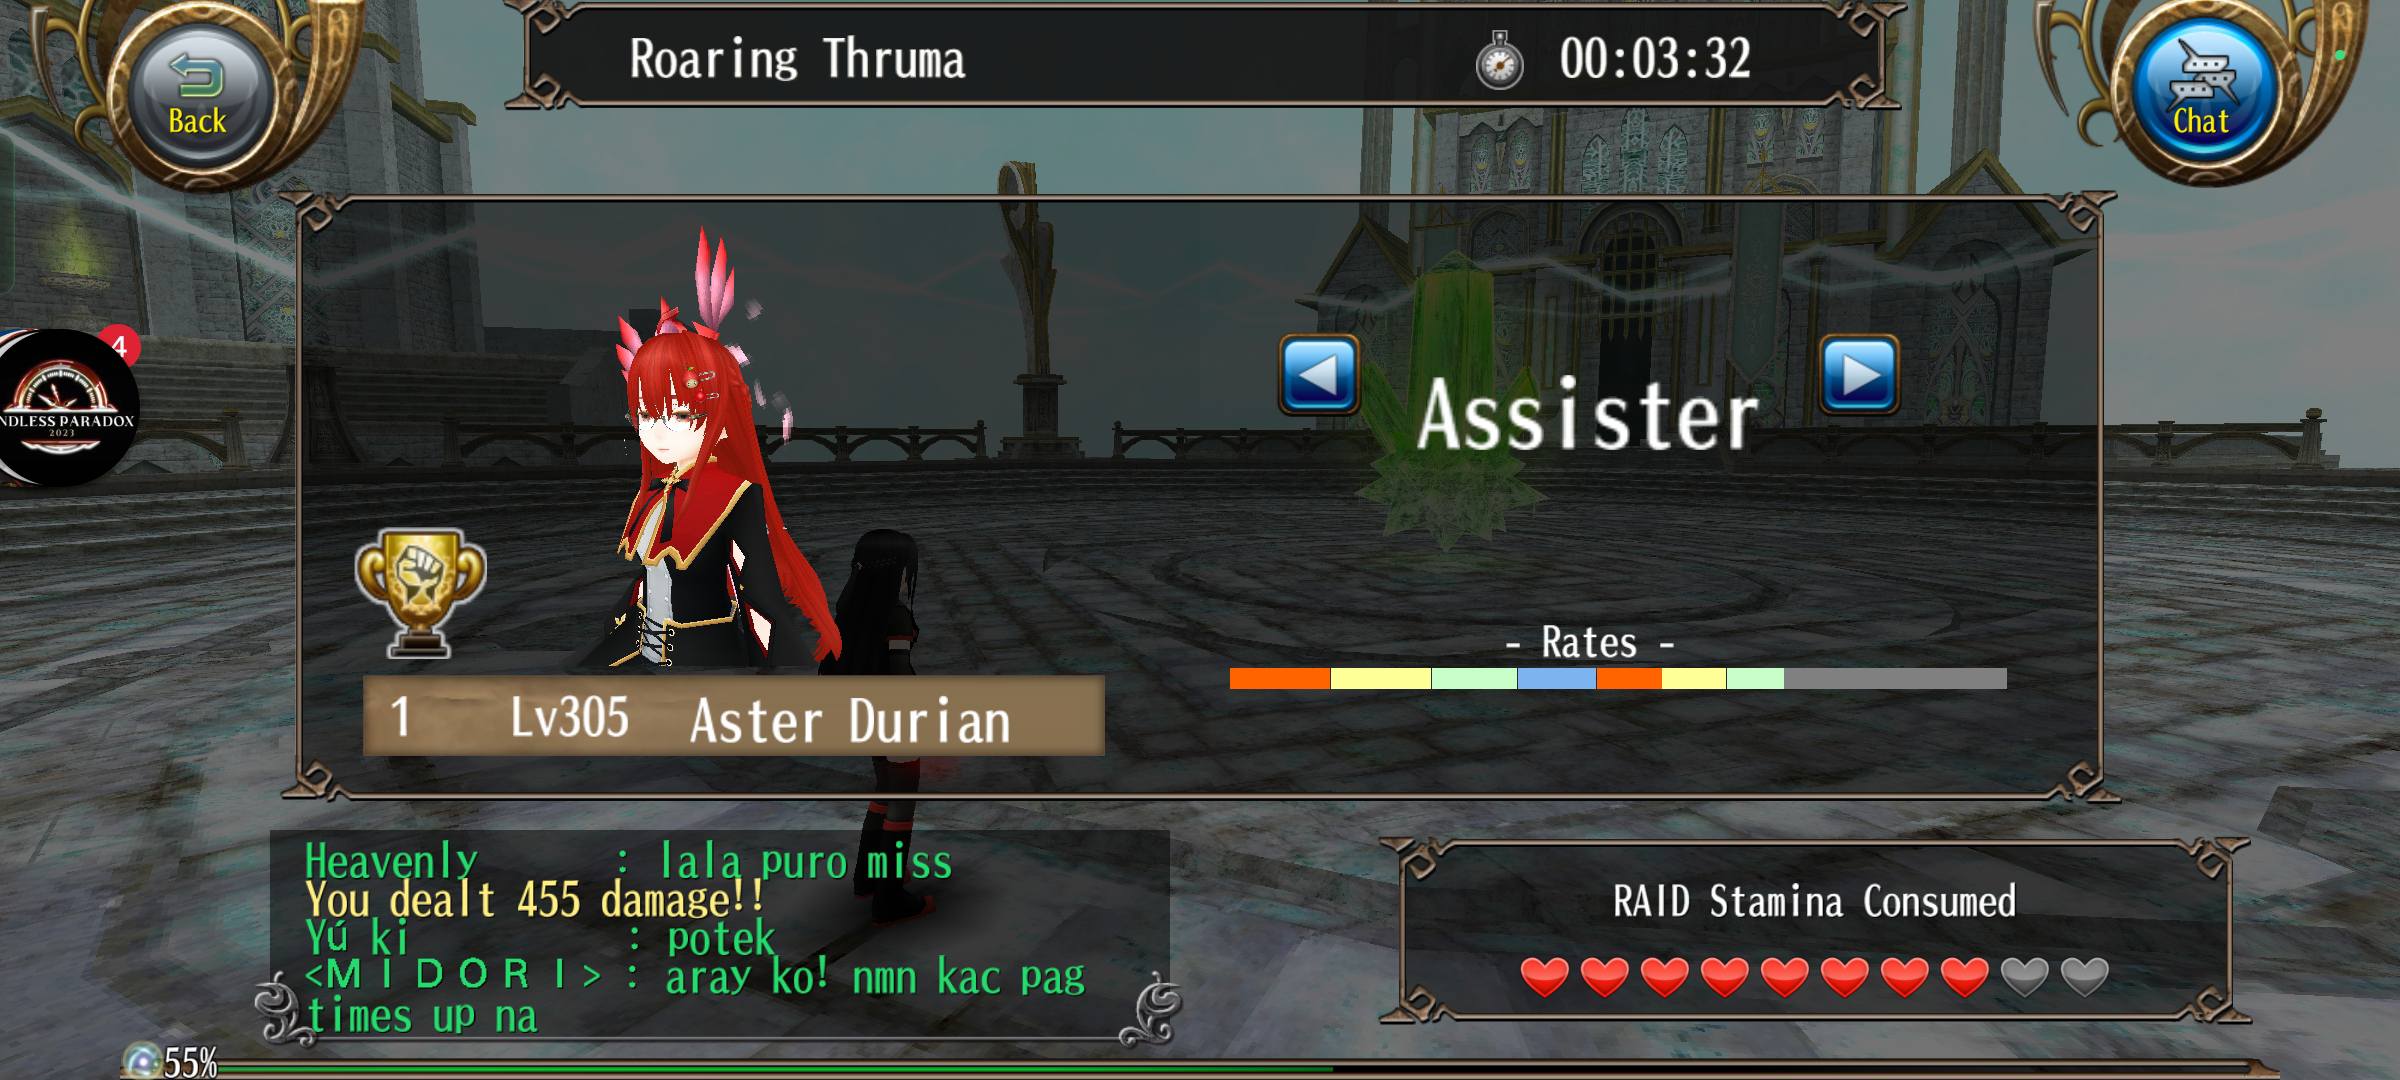 Back
Roaring Thruma 00:03:32
Chat
4
NDLESS PARADOX
2023
Assister
- Rates -
1 Lv305 Aster Durian
Heavenly : lala puro miss
You dealt 455 damage!!
Yú ki : potek
<ＭＩＤＯＲＩ> : aray ko! nmn kac pag
times up na
RAID Stamina Consumed
55%